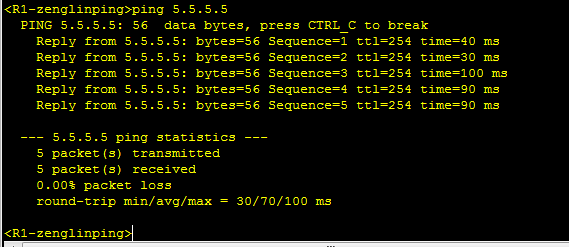 <R1-zenglinping>ping 5.5.5.5
PING 5.5.5.5: 56  data bytes, press CTRL_C to break
Reply from 5.5.5.5: bytes=56 Sequence=1 ttl=254 time=40 ms
Reply from 5.5.5.5: bytes=56 Sequence=2 ttl=254 time=30 ms
Reply from 5.5.5.5: bytes=56 Sequence=3 ttl=254 time=100 ms
Reply from 5.5.5.5: bytes=56 Sequence=4 ttl=254 time=90 ms
Reply from 5.5.5.5: bytes=56 Sequence=5 ttl=254 time=90 ms
--- 5.5.5.5 ping statistics ---
5 packet(s) transmitted
5 packet(s) received
0.00% packet loss
round-trip min/avg/max = 30/70/100 ms
<R1-zenglinping>